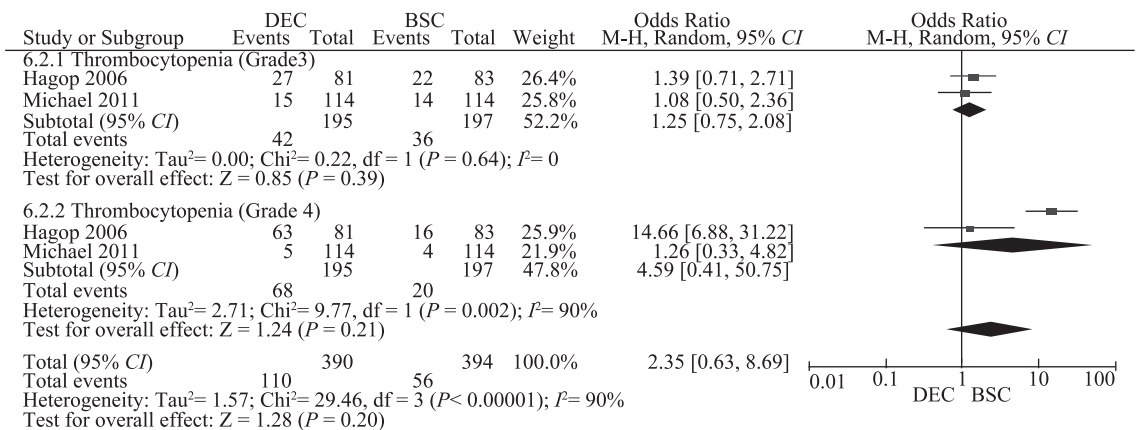 DEC BSC Odds Ratio Odds Ratio
Study or Subgroup Events Total Events Total Weight M-H, Random, 95% CI M-H, Random, 95% CI
6.2.1 Thrombocytopenia (Grade3)
Hagop 2006 27 81 22 83 26.4% 1.39 [0.71, 2.71]
Michael 2011 15 114 14 114 25.8% 1.08 [0.50, 2.36]
Subtotal (95% CI) 195 197 52.2% 1.25 [0.75, 2.08]
Total events 42 36
Heterogeneity: Tau²= 0.00; Chi²= 0.22, df = 1 (P = 0.64); I²= 0
Test for overall effect: Z = 0.85 (P = 0.39)
6.2.2 Thrombocytopenia (Grade 4)
Hagop 2006 63 81 16 83 25.9% 14.66 [6.88, 31.22]
Michael 2011 5 114 4 114 21.9% 1.26 [0.33, 4.82]
Subtotal (95% CI) 195 197 47.8% 4.59 [0.41, 50.75]
Total events 68 20
Heterogeneity: Tau²= 2.71; Chi²= 9.77, df = 1 (P = 0.002); I²= 90%
Test for overall effect: Z = 1.24 (P = 0.21)
Total (95% CI) 390 394 100.0% 2.35 [0.63, 8.69]
Total events 110 56
Heterogeneity: Tau²= 1.57; Chi²= 29.46, df = 3 (P< 0.00001); I²= 90%
Test for overall effect: Z = 1.28 (P = 0.20)
0.01 0.1 1 10 100
DEC BSC